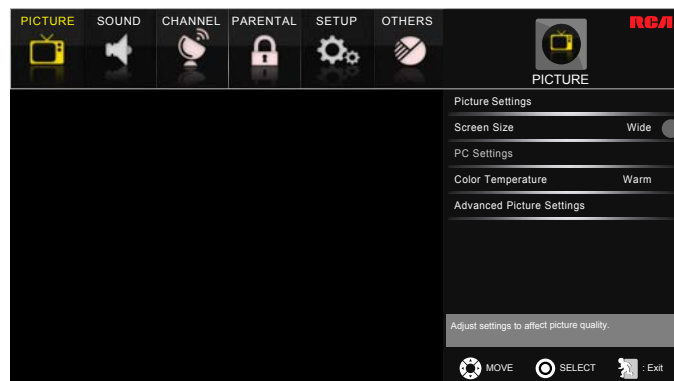 PICTURE SOUND CHANNEL PARENTAL SETUP OTHERS
RCA
PICTURE
Picture Settings
Screen Size Wide
PC Settings
Color Temperature Warm
Advanced Picture Settings
Adjust settings to affect picture quality.
MOVE SELECT : Exit